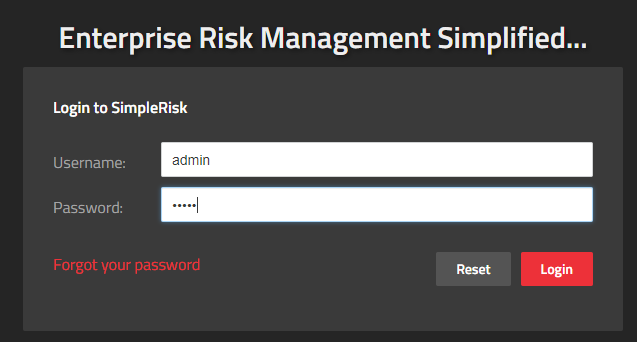 Enterprise Risk Management Simplified...
Login to SimpleRisk
Username: admin
Password: •••••
Forgot your password Reset Login